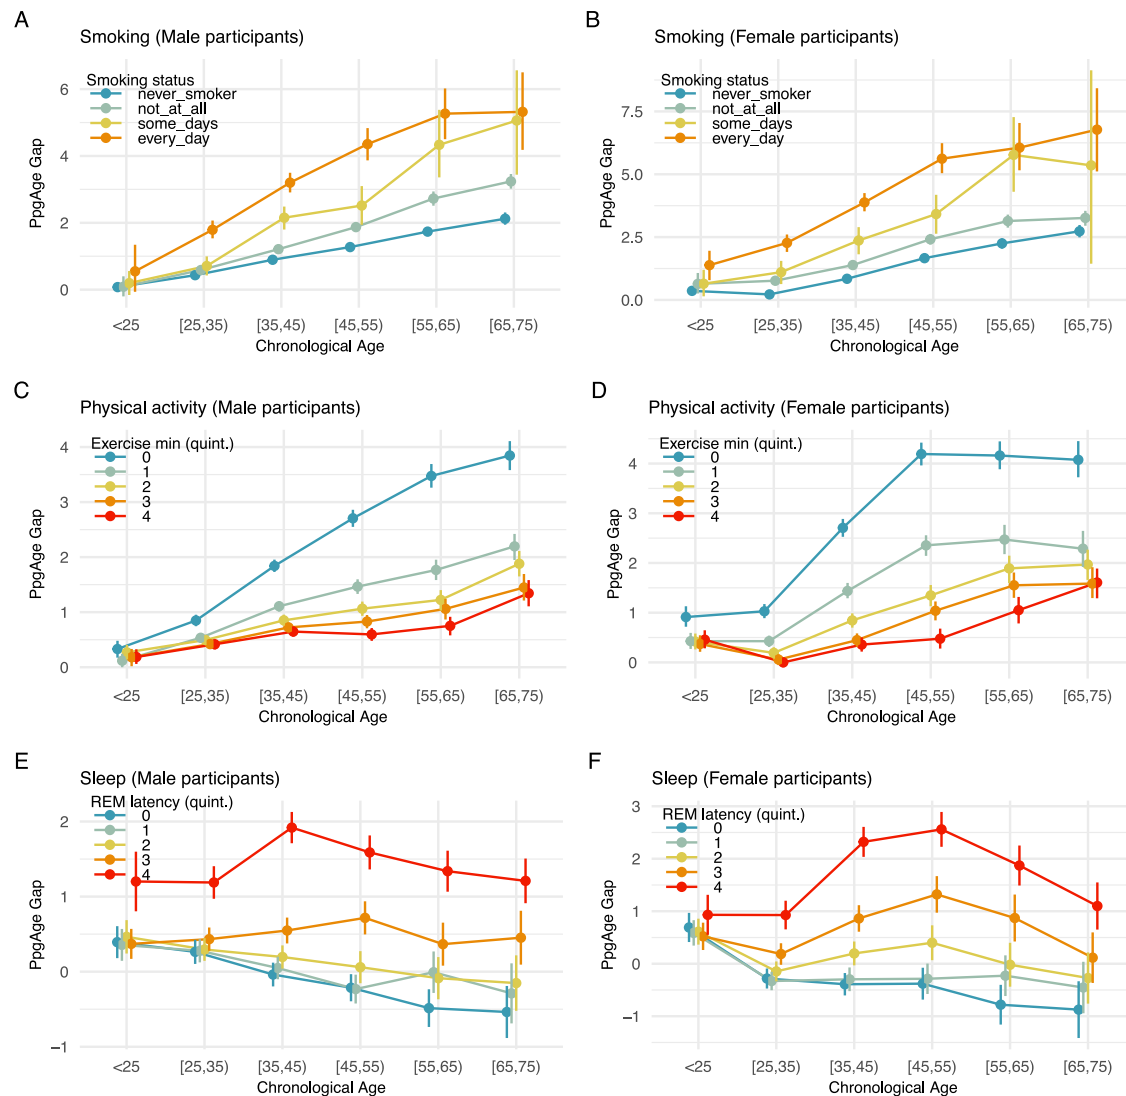 A
Smoking (Male participants)
Smoking status
never_smoker
not_at_all
some_days
every_day
6
4
2
0
PpgAge Gap
<25 [25,35) [35,45) [45,55) [55,65) [65,75)
Chronological Age
B
Smoking (Female participants)
Smoking status
never_smoker
not_at_all
some_days
every_day
7.5
5.0
2.5
0.0
PpgAge Gap
<25 [25,35) [35,45) [45,55) [55,65) [65,75)
Chronological Age
C
Physical activity (Male participants)
Exercise min (quint.)
0
1
2
3
4
4
3
2
1
0
PpgAge Gap
<25 [25,35) [35,45) [45,55) [55,65) [65,75)
Chronological Age
D
Physical activity (Female participants)
Exercise min (quint.)
0
1
2
3
4
4
3
2
1
0
PpgAge Gap
<25 [25,35) [35,45) [45,55) [55,65) [65,75)
Chronological Age
E
Sleep (Male participants)
REM latency (quint.)
0
1
2
3
4
2
1
0
−1
PpgAge Gap
<25 [25,35) [35,45) [45,55) [55,65) [65,75)
Chronological Age
F
Sleep (Female participants)
REM latency (quint.)
0
1
2
3
4
3
2
1
0
−1
PpgAge Gap
<25 [25,35) [35,45) [45,55) [55,65) [65,75)
Chronological Age